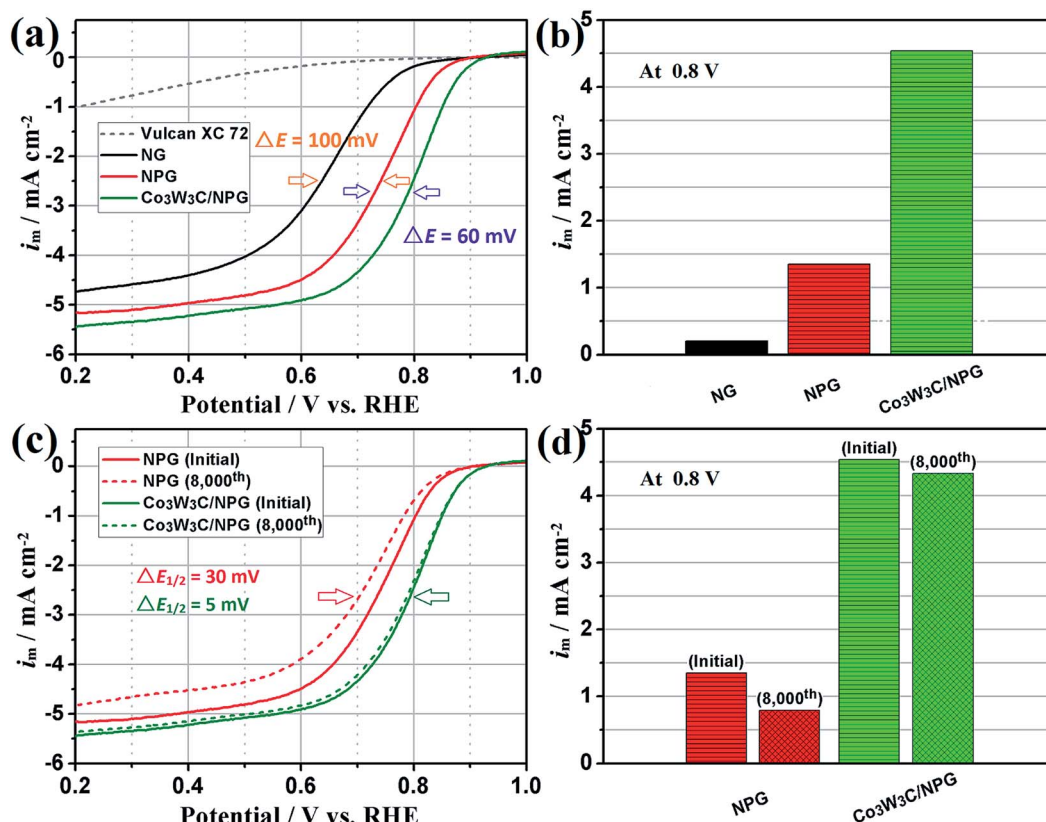 (a)
0
-1
-2
-3
-4
-5
-6
i_m / mA cm⁻²
Vulcan XC 72
NG
NPG
Co₃W₃C/NPG
△E = 100 mV
△E = 60 mV
0.2 0.4 0.6 0.8 1.0
Potential / V vs. RHE
(b)
5
4
3
2
1
0
i_m / mA cm⁻²
At 0.8 V
NG NPG Co₃W₃C/NPG
(c)
0
-1
-2
-3
-4
-5
-6
i_m / mA cm⁻²
NPG (Initial)
NPG (8,000ᵗʰ)
Co₃W₃C/NPG (Initial)
Co₃W₃C/NPG (8,000ᵗʰ)
△E₁/₂ = 30 mV
△E₁/₂ = 5 mV
0.2 0.4 0.6 0.8 1.0
Potential / V vs. RHE
(d)
5
4
3
2
1
0
i_m / mA cm⁻²
At 0.8 V
(Initial)
(8,000ᵗʰ)
(Initial)
(8,000ᵗʰ)
NPG Co₃W₃C/NPG